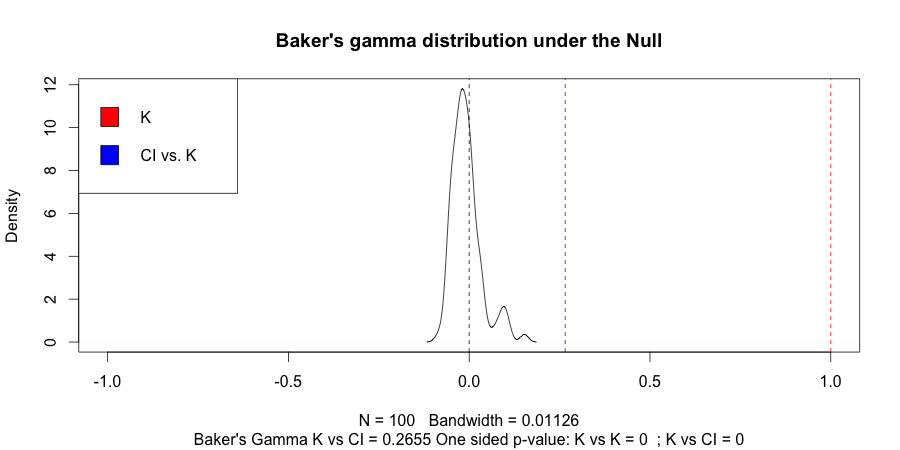 Baker's gamma distribution under the Null
K
CI vs. K
Density
12
10
8
6
4
2
0
-1.0 -0.5 0.0 0.5 1.0
N = 100 Bandwidth = 0.01126
Baker's Gamma K vs CI = 0.2655 One sided p-value: K vs K = 0 ; K vs CI = 0